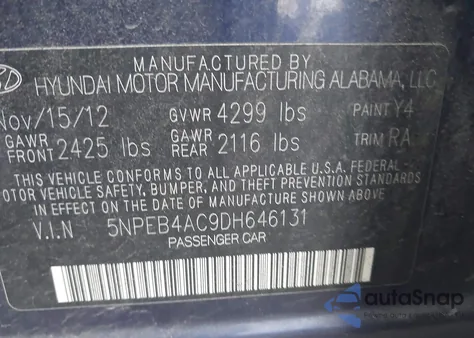 MANUFACTURED BY
HYUNDAI MOTOR MANUFACTURING ALABAMA, LLC
Nov/15/12 GVWR 4299 lbs PAINT Y4
GAWR FRONT 2425 lbs GAWR REAR 2116 lbs TRIM RA
THIS VEHICLE CONFORMS TO ALL APPLICABLE U.S.A. FEDERAL
MOTOR VEHICLE SAFETY, BUMPER, AND THEFT PREVENTION
STANDARDS IN EFFECT ON THE DATE OF MANUFACTURE SHOWN ABOVE.
V.I.N 5NPEB4AC9DH646131
PASSENGER CAR
autoSnap